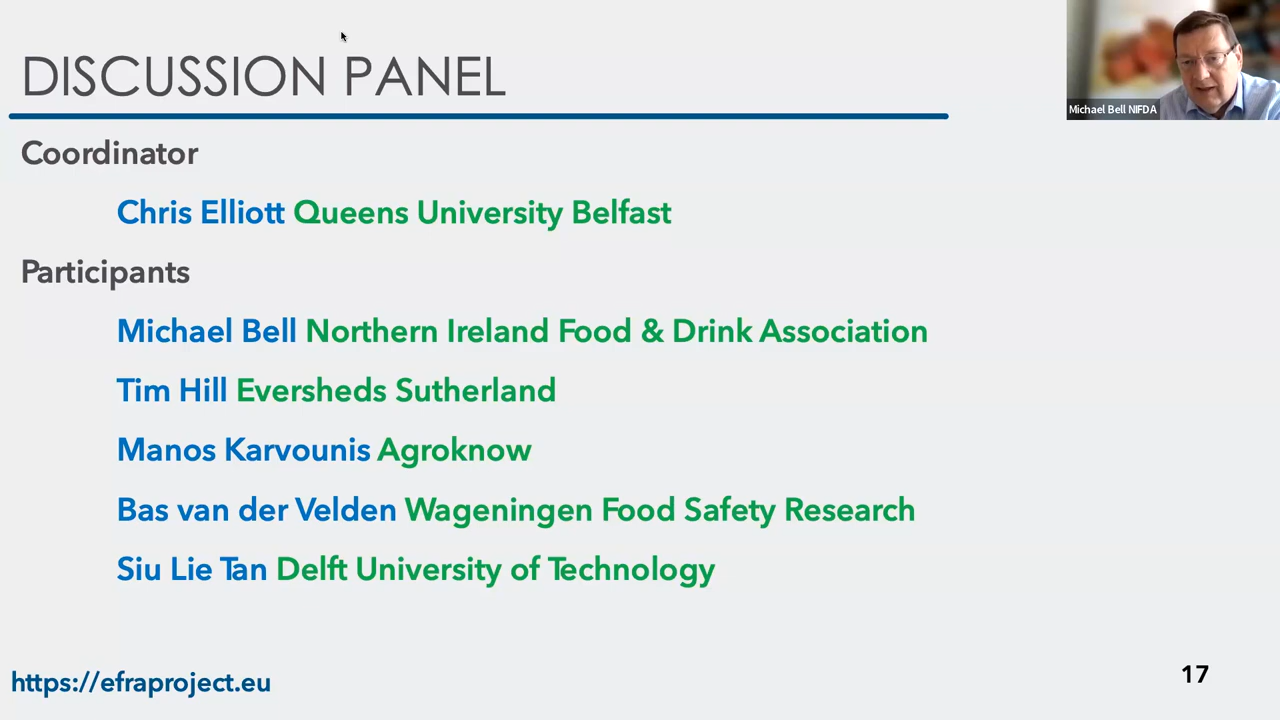 DISCUSSION PANEL
Michael Bell NIFDA
Coordinator
Chris Elliott Queens University Belfast
Participants
Michael Bell Northern Ireland Food & Drink Association
Tim Hill Eversheds Sutherland
Manos Karvounis Agroknow
Bas van der Velden Wageningen Food Safety Research
Siu Lie Tan Delft University of Technology
https://efraproject.eu
17